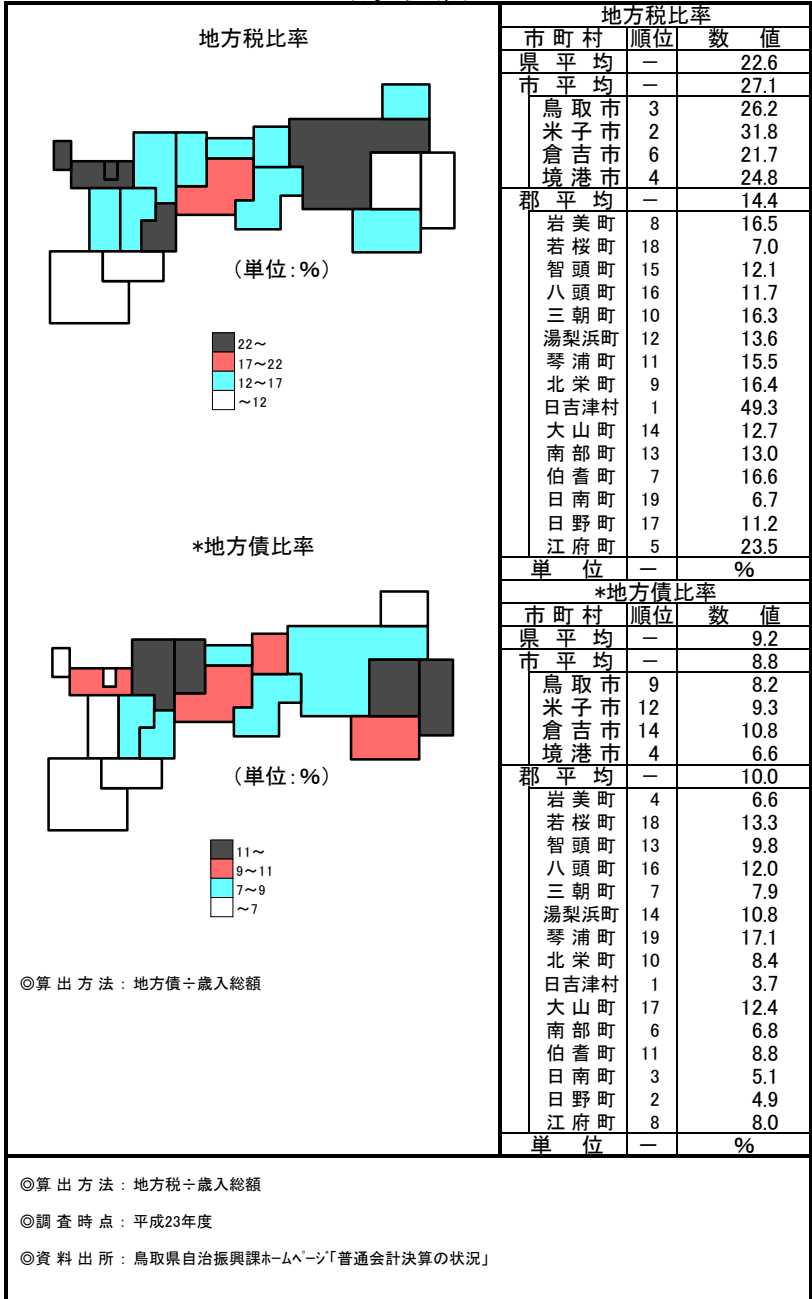 地方税比率
(単位:%)
22~
17~22
12~17
~12
*地方債比率
(単位:%)
11~
9~11
7~9
~7
◎算 出 方 法 : 地方債÷歳入総額
地方税比率
市 町 村 順位 数 値
県 平 均 － 22.6
市 平 均 － 27.1
鳥 取 市 3 26.2
米 子 市 2 31.8
倉 吉 市 6 21.7
境 港 市 4 24.8
郡 平 均 － 14.4
岩 美 町 8 16.5
若 桜 町 18 7.0
智 頭 町 15 12.1
八 頭 町 16 11.7
三 朝 町 10 16.3
湯梨浜町 12 13.6
琴 浦 町 11 15.5
北 栄 町 9 16.4
日吉津村 1 49.3
大 山 町 14 12.7
南 部 町 13 13.0
伯 耆 町 7 16.6
日 南 町 19 6.7
日 野 町 17 11.2
江 府 町 5 23.5
単 位 － %
*地方債比率
市 町 村 順位 数 値
県 平 均 － 9.2
市 平 均 － 8.8
鳥 取 市 9 8.2
米 子 市 12 9.3
倉 吉 市 14 10.8
境 港 市 4 6.6
郡 平 均 － 10.0
岩 美 町 4 6.6
若 桜 町 18 13.3
智 頭 町 13 9.8
八 頭 町 16 12.0
三 朝 町 7 7.9
湯梨浜町 14 10.8
琴 浦 町 19 17.1
北 栄 町 10 8.4
日吉津村 1 3.7
大 山 町 17 12.4
南 部 町 6 6.8
伯 耆 町 11 8.8
日 南 町 3 5.1
日 野 町 2 4.9
江 府 町 8 8.0
単 位 － %
◎算 出 方 法 : 地方税÷歳入総額
◎調 査 時 点 : 平成23年度
◎資 料 出 所 : 鳥取県自治振興課ﾎｰﾑﾍﾟｰｼﾞ「普通会計決算の状況」